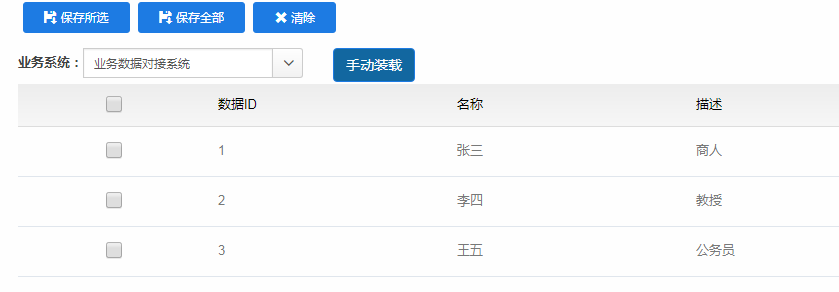 保存所选 保存全部 清除
业务系统： 业务数据对接系统 手动装载
数据ID 名称 描述
1 张三 商人
2 李四 教授
3 王五 公务员